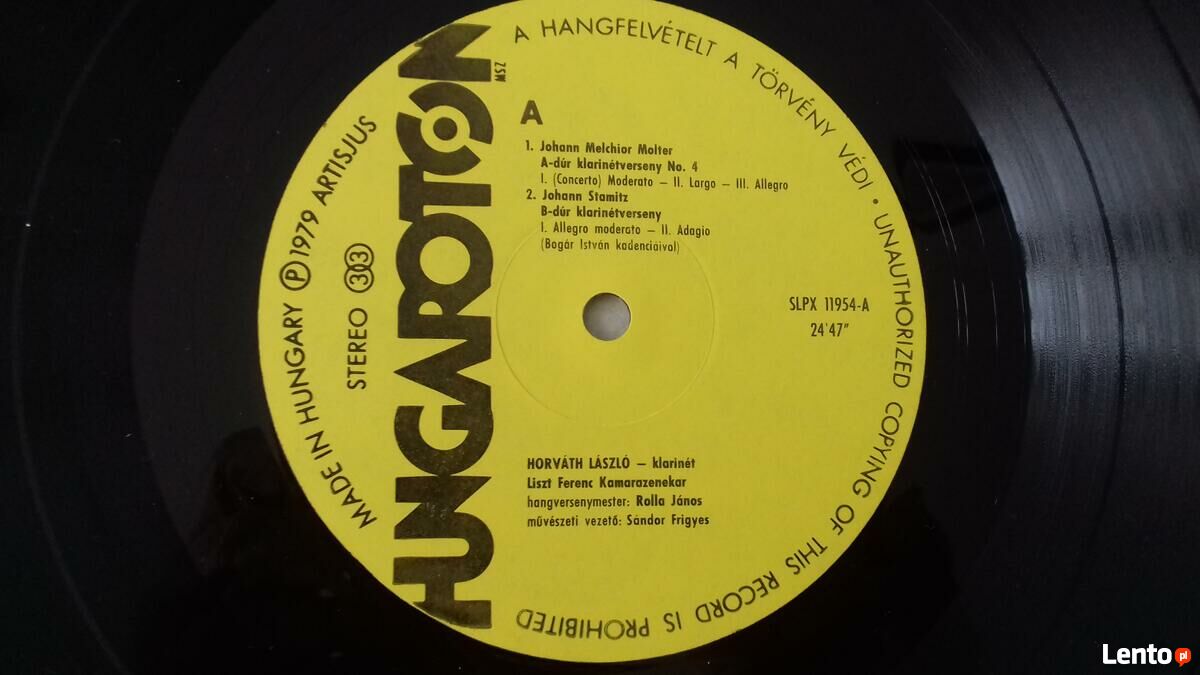 A HANGFELVÉTELT A TÖRVÉNY VÉDI • UNAUTHORIZED COPYING OF THIS RECORD IS PROHIBITED
MADE IN HUNGARY Ⓟ 1979 ARTISJUS
STEREO 303
HUNGAROTON
MSZ
A
1. Johann Melchior Molter
A-dúr klarinétverseny No. 4
I. (Concerto) Moderato – II. Largo – III. Allegro
2. Johann Stamitz
B-dúr klarinétverseny
I. Allegro moderato – II. Adagio
(Bogár István kadenciáival)
SLPX 11954-A
24'47"
HORVÁTH LÁSZLÓ – klarinét
Liszt Ferenc Kamarazenekar
hangversenymester: Rolla János
művészeti vezető: Sándor Frigyes
Lento pl